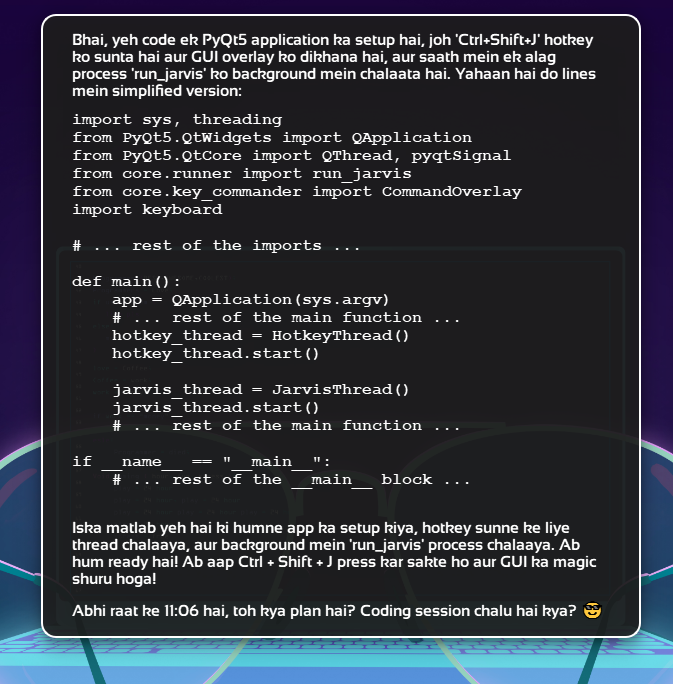 Bhai, yeh code ek PyQt5 application ka setup hai, joh 'Ctrl+Shift+J' hotkey
ko sunta hai aur GUI overlay ko dikhana hai, aur saath mein ek alag
process 'run_jarvis' ko background mein chalaata hai. Yahaan hai do lines
mein simplified version:
import sys, threading
from PyQt5.QtWidgets import QApplication
from PyQt5.QtCore import QThread, pyqtSignal
from core.runner import run_jarvis
from core.key_commander import CommandOverlay
import keyboard
# ... rest of the imports ...
def main():
    app = QApplication(sys.argv)
    # ... rest of the main function ...
    hotkey_thread = HotkeyThread()
    hotkey_thread.start()
    jarvis_thread = JarvisThread()
    jarvis_thread.start()
    # ... rest of the main function ...
if __name__ == "__main__":
    # ... rest of the __main__ block ...
Iska matlab yeh hai ki humne app ka setup kiya, hotkey sunne ke liye
thread chalaaya, aur background mein 'run_jarvis' process chalaaya. Ab
hum ready hai! Ab aap Ctrl + Shift + J press kar sakte ho aur GUI ka magic
shuru hoga!
Abhi raat ke 11:06 hai, toh kya plan hai? Coding session chalu hai kya? 😎